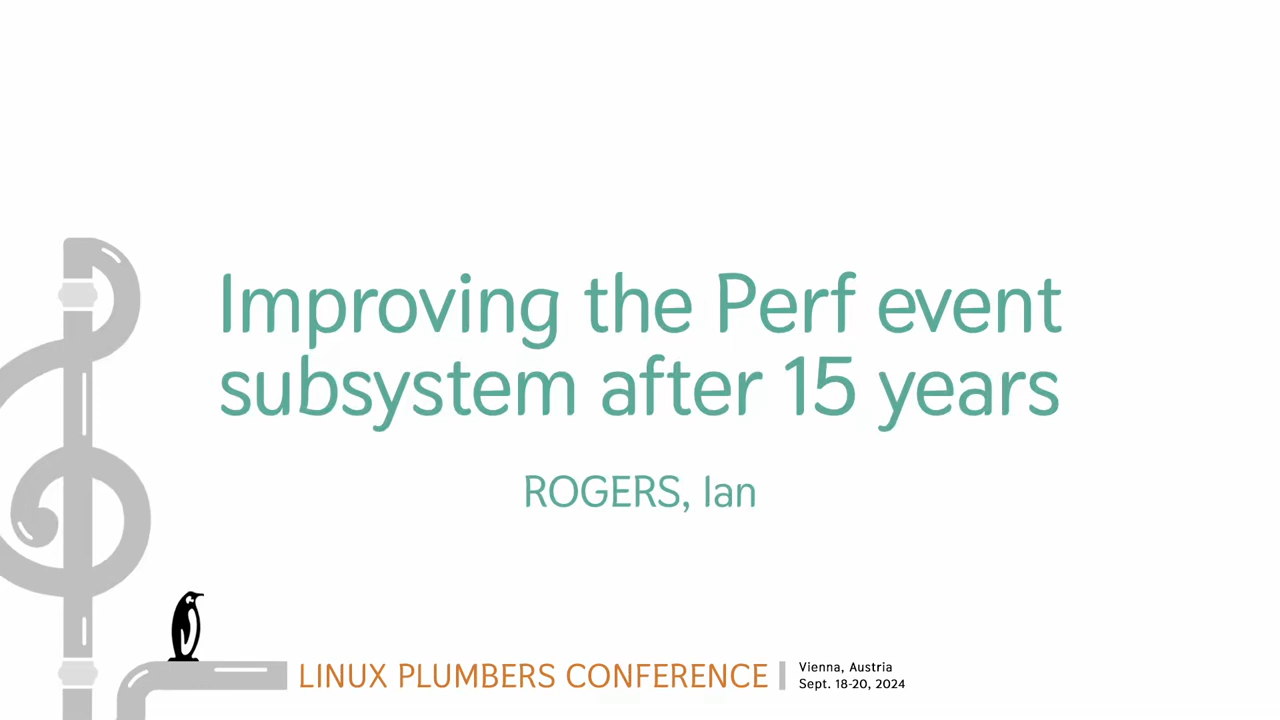 Improving the Perf event
subsystem after 15 years
ROGERS, Ian
LINUX PLUMBERS CONFERENCE
Vienna, Austria
Sept. 18-20, 2024